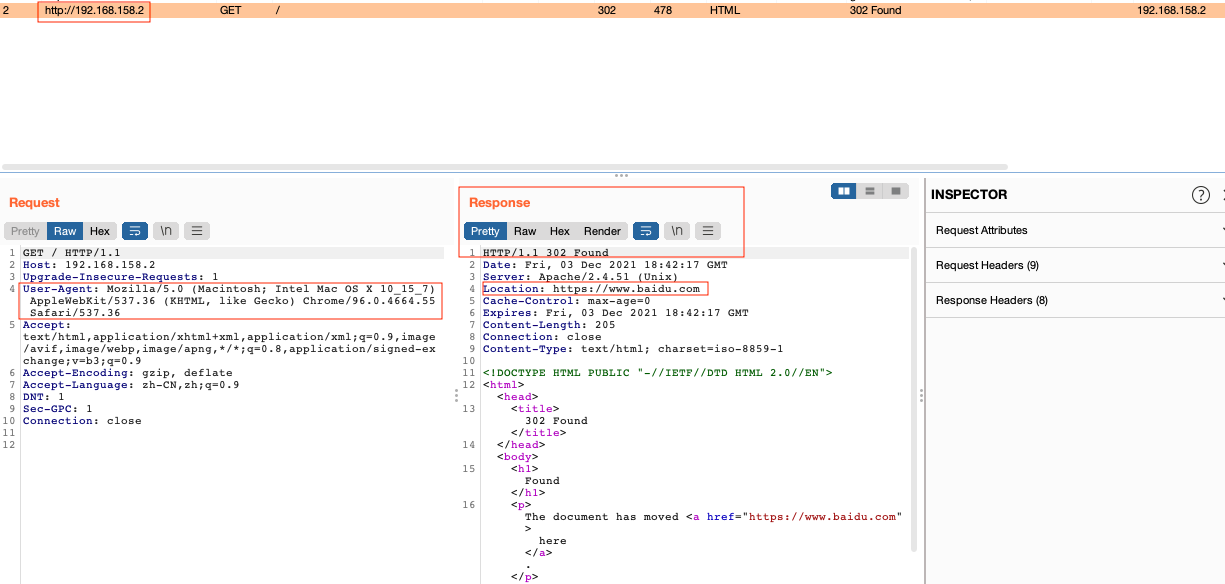 2 http://192.168.158.2 GET / 302 478 HTML 302 Found 192.168.158.2
Request
Pretty Raw Hex \n
1 GET / HTTP/1.1
2 Host: 192.168.158.2
3 Upgrade-Insecure-Requests: 1
4 User-Agent: Mozilla/5.0 (Macintosh; Intel Mac OS X 10_15_7)
AppleWebKit/537.36 (KHTML, like Gecko) Chrome/96.0.4664.55
Safari/537.36
5 Accept:
text/html,application/xhtml+xml,application/xml;q=0.9,image
/avif,image/webp,image/apng,*/*;q=0.8,application/signed-ex
change;v=b3;q=0.9
6 Accept-Encoding: gzip, deflate
7 Accept-Language: zh-CN,zh;q=0.9
8 DNT: 1
9 Sec-GPC: 1
10 Connection: close
11
12
Response
Pretty Raw Hex Render \n
1 HTTP/1.1 302 Found
2 Date: Fri, 03 Dec 2021 18:42:17 GMT
3 Server: Apache/2.4.51 (Unix)
4 Location: https://www.baidu.com
5 Cache-Control: max-age=0
6 Expires: Fri, 03 Dec 2021 18:42:17 GMT
7 Content-Length: 205
8 Connection: close
9 Content-Type: text/html; charset=iso-8859-1
10
11 <!DOCTYPE HTML PUBLIC "-//IETF//DTD HTML 2.0//EN">
12 <html>
<head>
13 <title>
302 Found
</title>
14 </head>
<body>
15 <h1>
Found
</h1>
16 <p>
The document has moved <a href="https://www.baidu.com"
>
here
</a>
.
</p>
INSPECTOR
?
Request Attributes
Request Headers (9)
Response Headers (8)